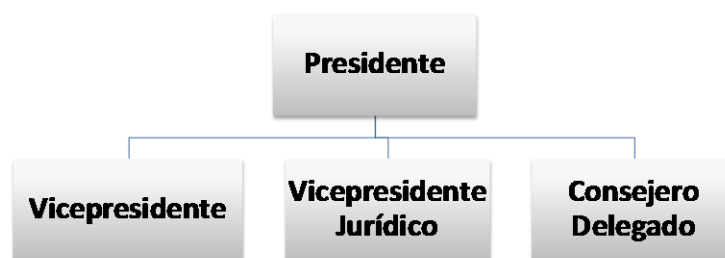 Presidente
Vicepresidente
Vicepresidente
Jurídico
Consejero
Delegado